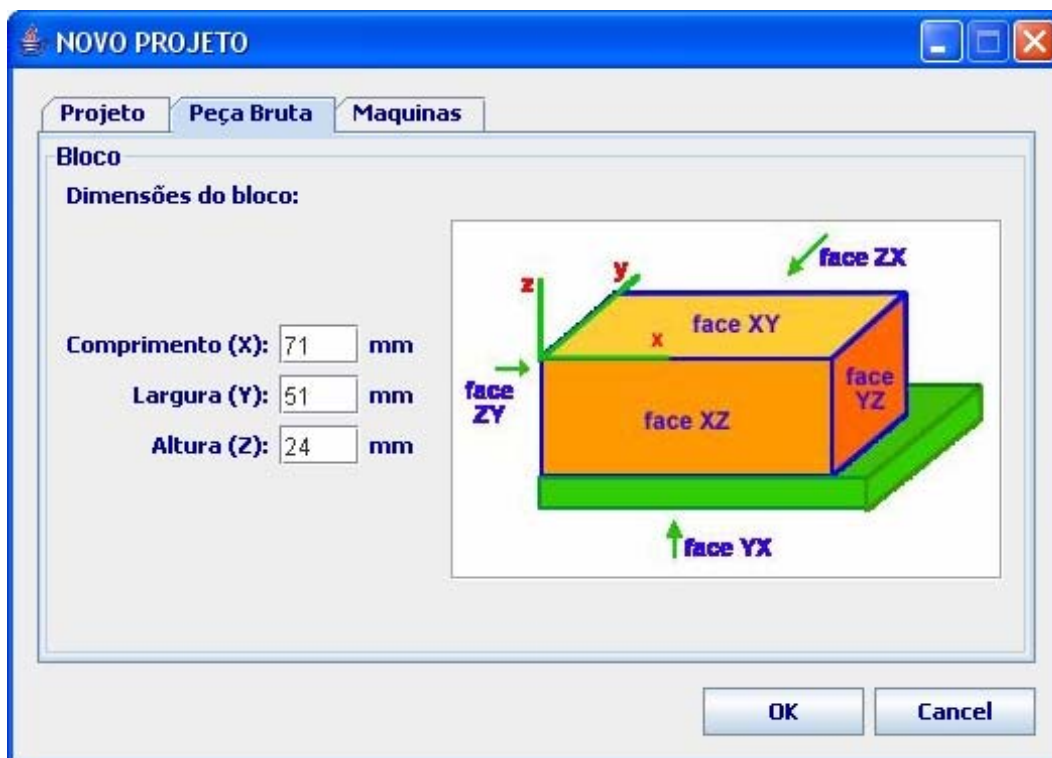 NOVO PROJETO
Projeto
Peça Bruta
Maquinas
Bloco
Dimensões do bloco:
Comprimento (X): 71 mm
Largura (Y): 51 mm
Altura (Z): 24 mm
face ZX
z
y
face XY
x
face
ZY
face
YZ
face XZ
face YX
OK
Cancel